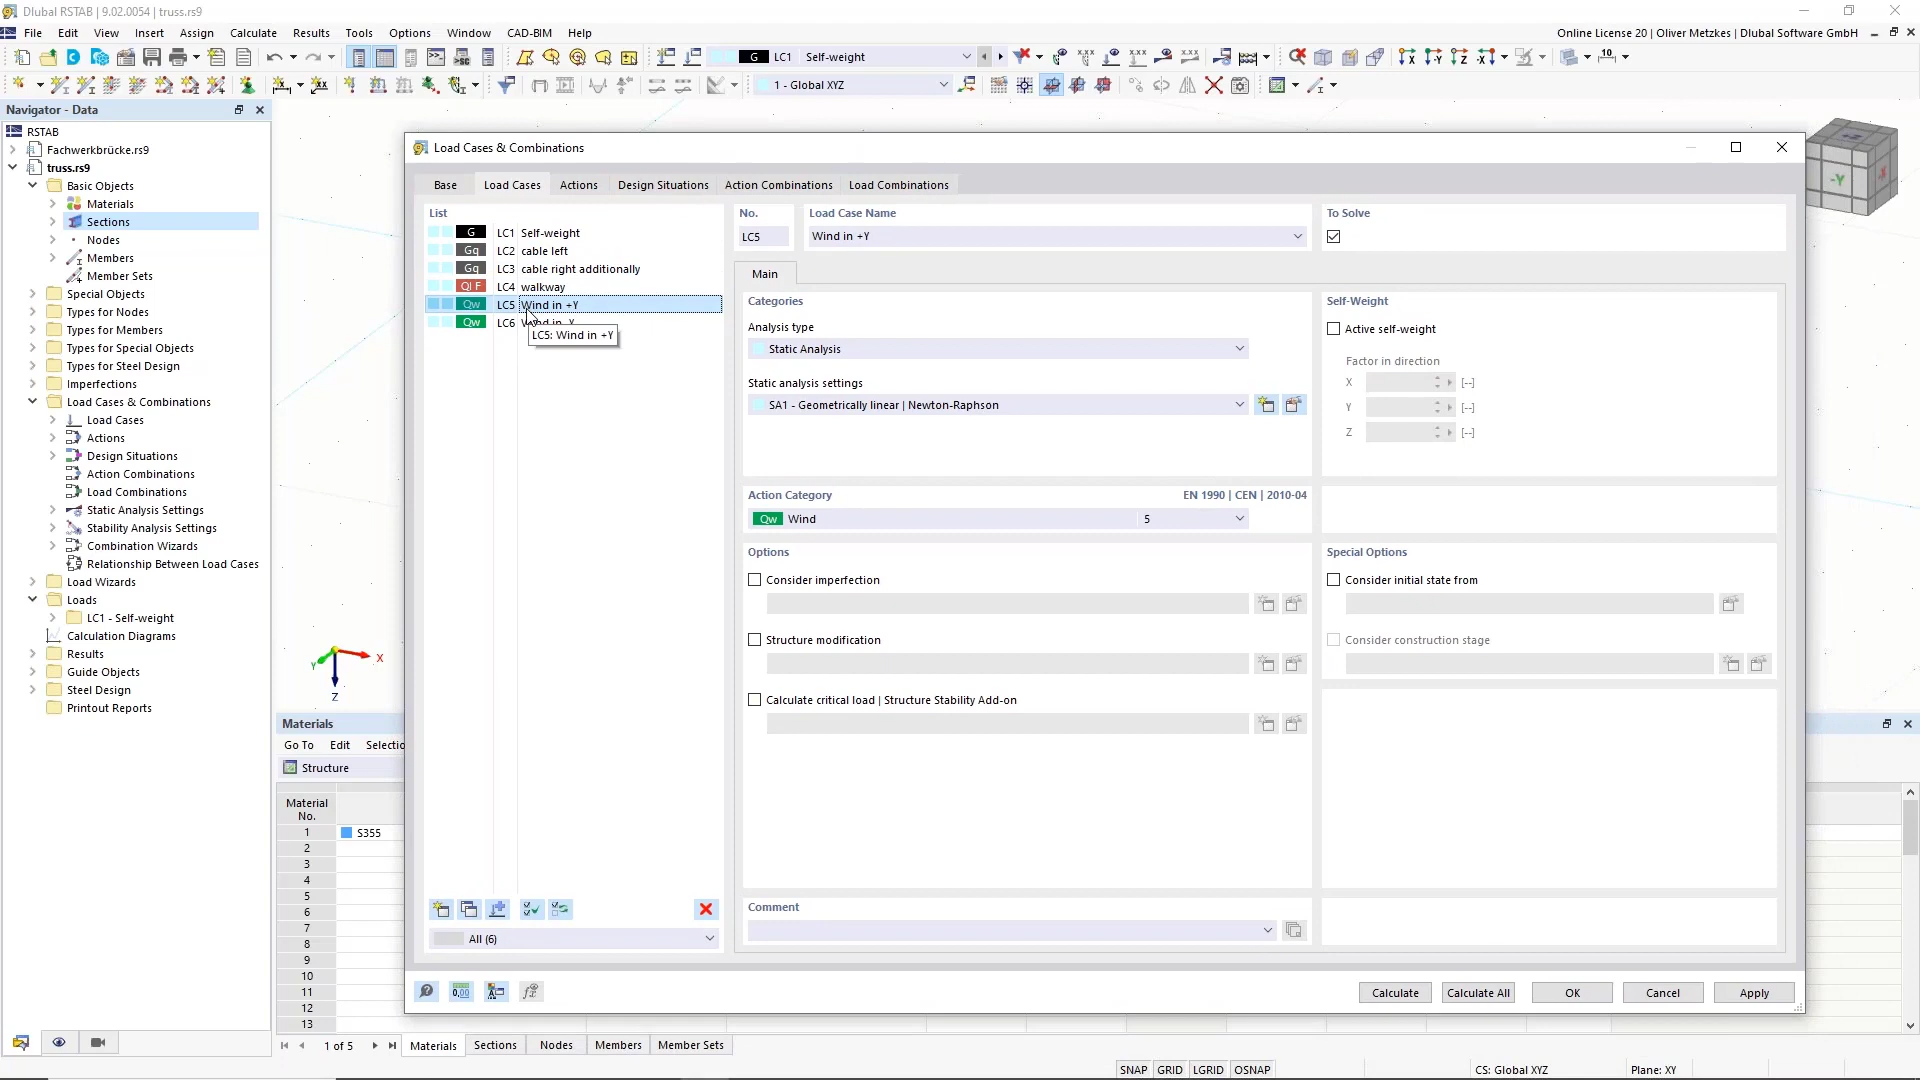 Dlubal RSTAB | 9.02.0054 | truss.rs9
File Edit View Insert Assign Calculate Results Tools Options Window CAD-BIM Help
Online License 20 | Oliver Metzkes | Dlubal Software GmbH
G LC1 Self-weight
1 - Global XYZ
Navigator - Data
RSTAB
Fachwerkbrücke.rs9
truss.rs9
Basic Objects
Materials
Sections
Nodes
Members
Member Sets
Special Objects
Types for Nodes
Types for Members
Types for Special Objects
Types for Steel Design
Imperfections
Load Cases & Combinations
Load Cases
Actions
Design Situations
Action Combinations
Load Combinations
Static Analysis Settings
Stability Analysis Settings
Combination Wizards
Relationship Between Load Cases
Load Wizards
Loads
LC1 - Self-weight
Calculation Diagrams
Results
Guide Objects
Steel Design
Printout Reports
X
Y
Z
Materials
Go To Edit
Structure
Material
No.
1 S355
2
3
4
5
6
7
8
9
10
11
12
13
1 of 5
Materials Sections Nodes Members Member Sets
Load Cases & Combinations
Base Load Cases Actions Design Situations Action Combinations Load Combinations
List
G LC1 Self-weight
Gq LC2 cable left
Gq LC3 cable right additionally
QI F LC4 walkway
Qw LC5 Wind in +Y
Qw LC6
LC5: Wind in +Y
All (6)
No.
LC5
Load Case Name
Wind in +Y
To Solve
Main
Categories
Analysis type
Static Analysis
Static analysis settings
SA1 - Geometrically linear | Newton-Raphson
Self-Weight
Active self-weight
Factor in direction
X [--]
Y [--]
Z [--]
Action Category EN 1990 | CEN | 2010-04
Qw Wind 5
Options
Consider imperfection
Structure modification
Calculate critical load | Structure Stability Add-on
Special Options
Consider initial state from
Consider construction stage
Comment
Calculate Calculate All OK Cancel Apply
-Y
SNAP GRID LGRID OSNAP
CS: Global XYZ
Plane: XY